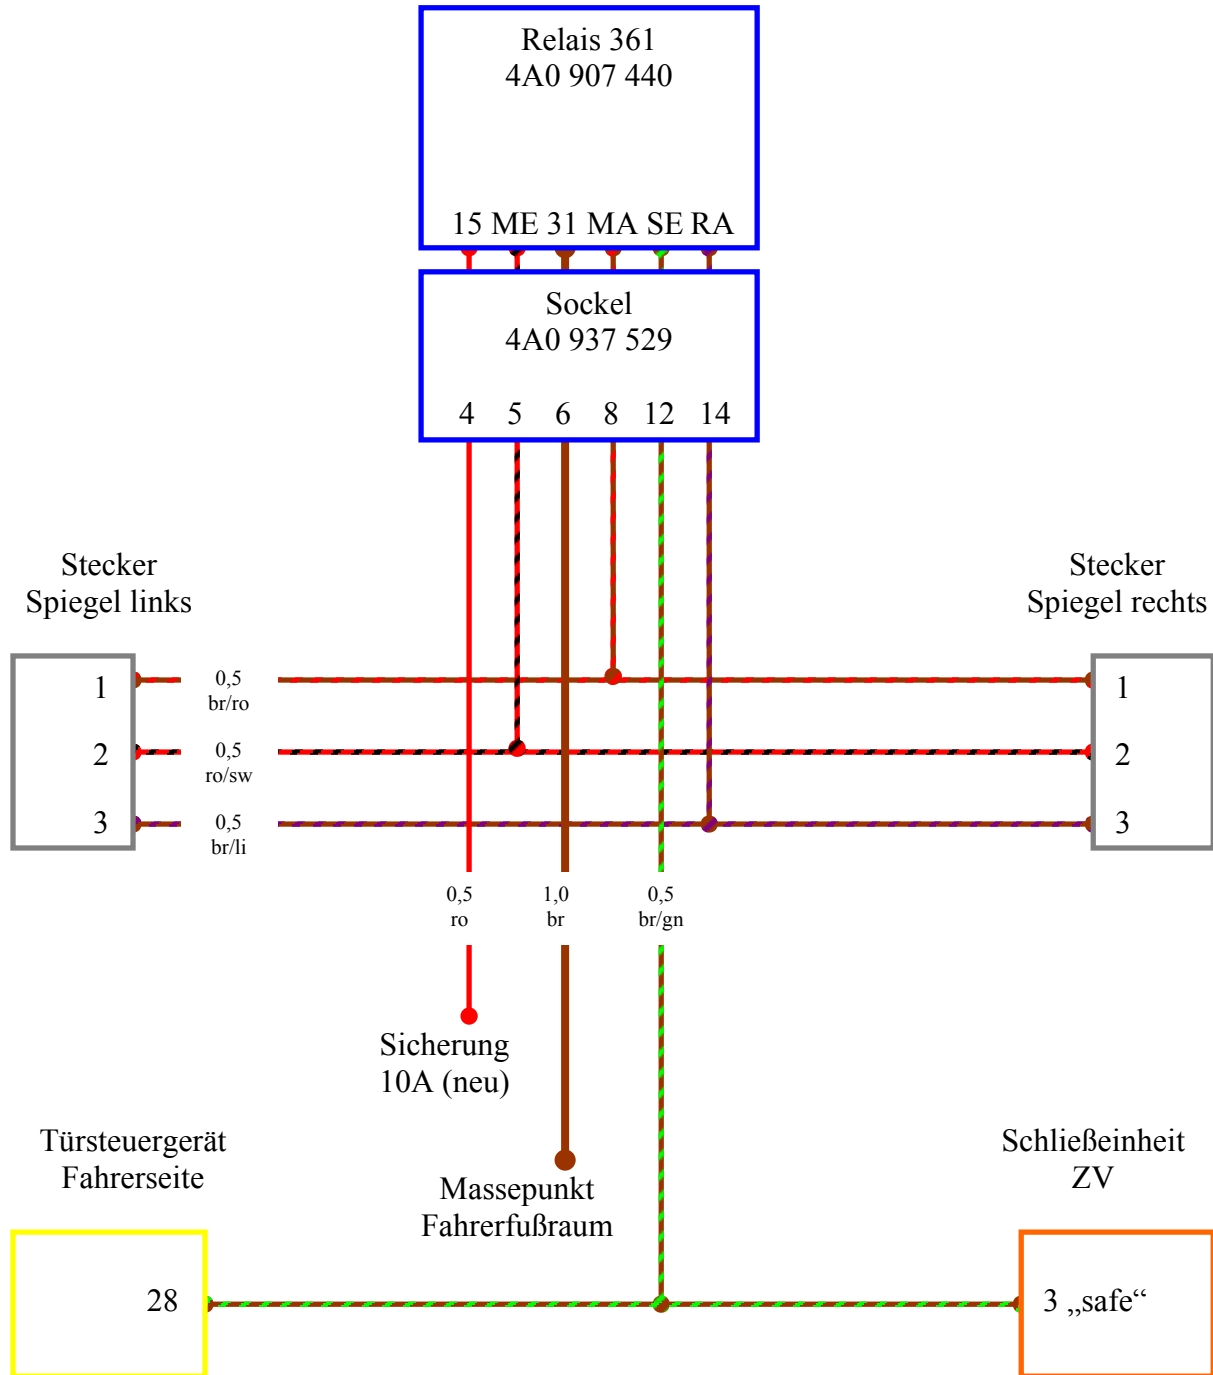 Relais 361
4A0 907 440
15 ME 31 MA SE RA
Sockel
4A0 937 529
4 5 6 8 12 14
Stecker
Spiegel links
Stecker
Spiegel rechts
1
0,5
br/ro
1
2
0,5
ro/sw
2
3
0,5
br/li
3
0,5
ro
1,0
br
0,5
br/gn
Sicherung
10A (neu)
Türsteuergerät
Fahrerseite
Massepunkt
Fahrerfußraum
Schließeinheit
ZV
28
3 „safe“